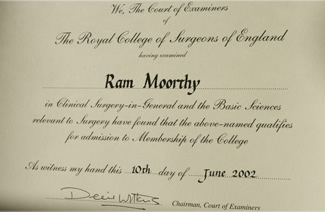 We, The Court of Examiners
of
The Royal College of Surgeons of England
having examined
Ram Moorthy
in Clinical Surgery-in-General and the Basic Sciences
relevant to Surgery have found that the above-named qualifies
for admission to Membership of the College
As witness my hand this 10th day of June 2002
Chairman, Court of Examiners